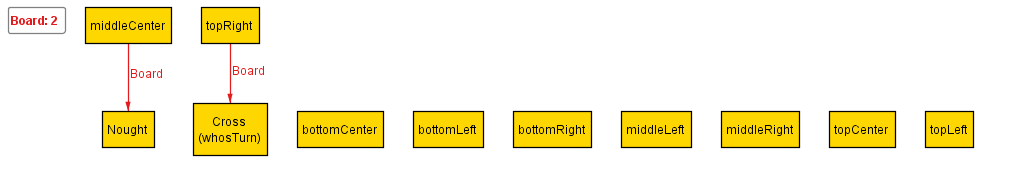 Board: 2
middleCenter
topRight
Board
Board
Nought
Cross
(whosTurn)
bottomCenter
bottomLeft
bottomRight
middleLeft
middleRight
topCenter
topLeft